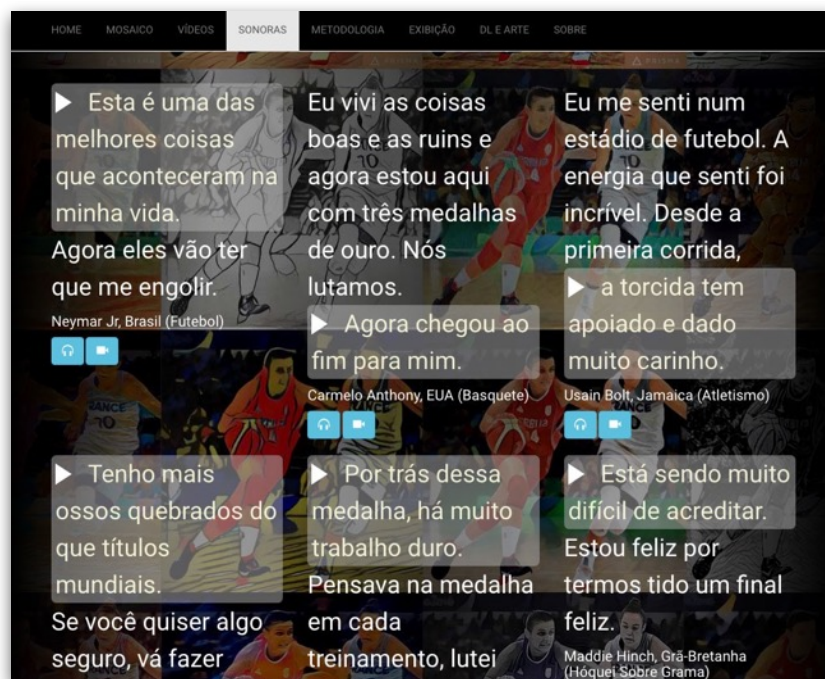 HOME MOSAICO VÍDEOS SONORAS METODOLOGIA EXIBIÇÃO DL E ARTE SOBRE
Esta é uma das
melhores coisas
que aconteceram na
minha vida.
Agora eles vão ter
que me engolir.
Neymar Jr, Brasil (Futebol)
Eu vivi as coisas
boas e as ruins e
agora estou aqui
com três medalhas
de ouro. Nós
lutamos.
Agora chegou ao
fim para mim.
Carmelo Anthony, EUA (Basquete)
Eu me senti num
estádio de futebol. A
energia que senti foi
incrível. Desde a
primeira corrida,
a torcida tem
apoiado e dado
muito carinho.
Usain Bolt, Jamaica (Atletismo)
Tenho mais
ossos quebrados do
que títulos
mundiais.
Se você quiser algo
seguro, vá fazer
Por trás dessa
medalha, há muito
trabalho duro.
Pensava na medalha
em cada
treinamento, lutei
Está sendo muito
difícil de acreditar.
Estou feliz por
termos tido um final
feliz.
Maddie Hinch, Grã-Bretanha
(Hóquei Sobre Grama)